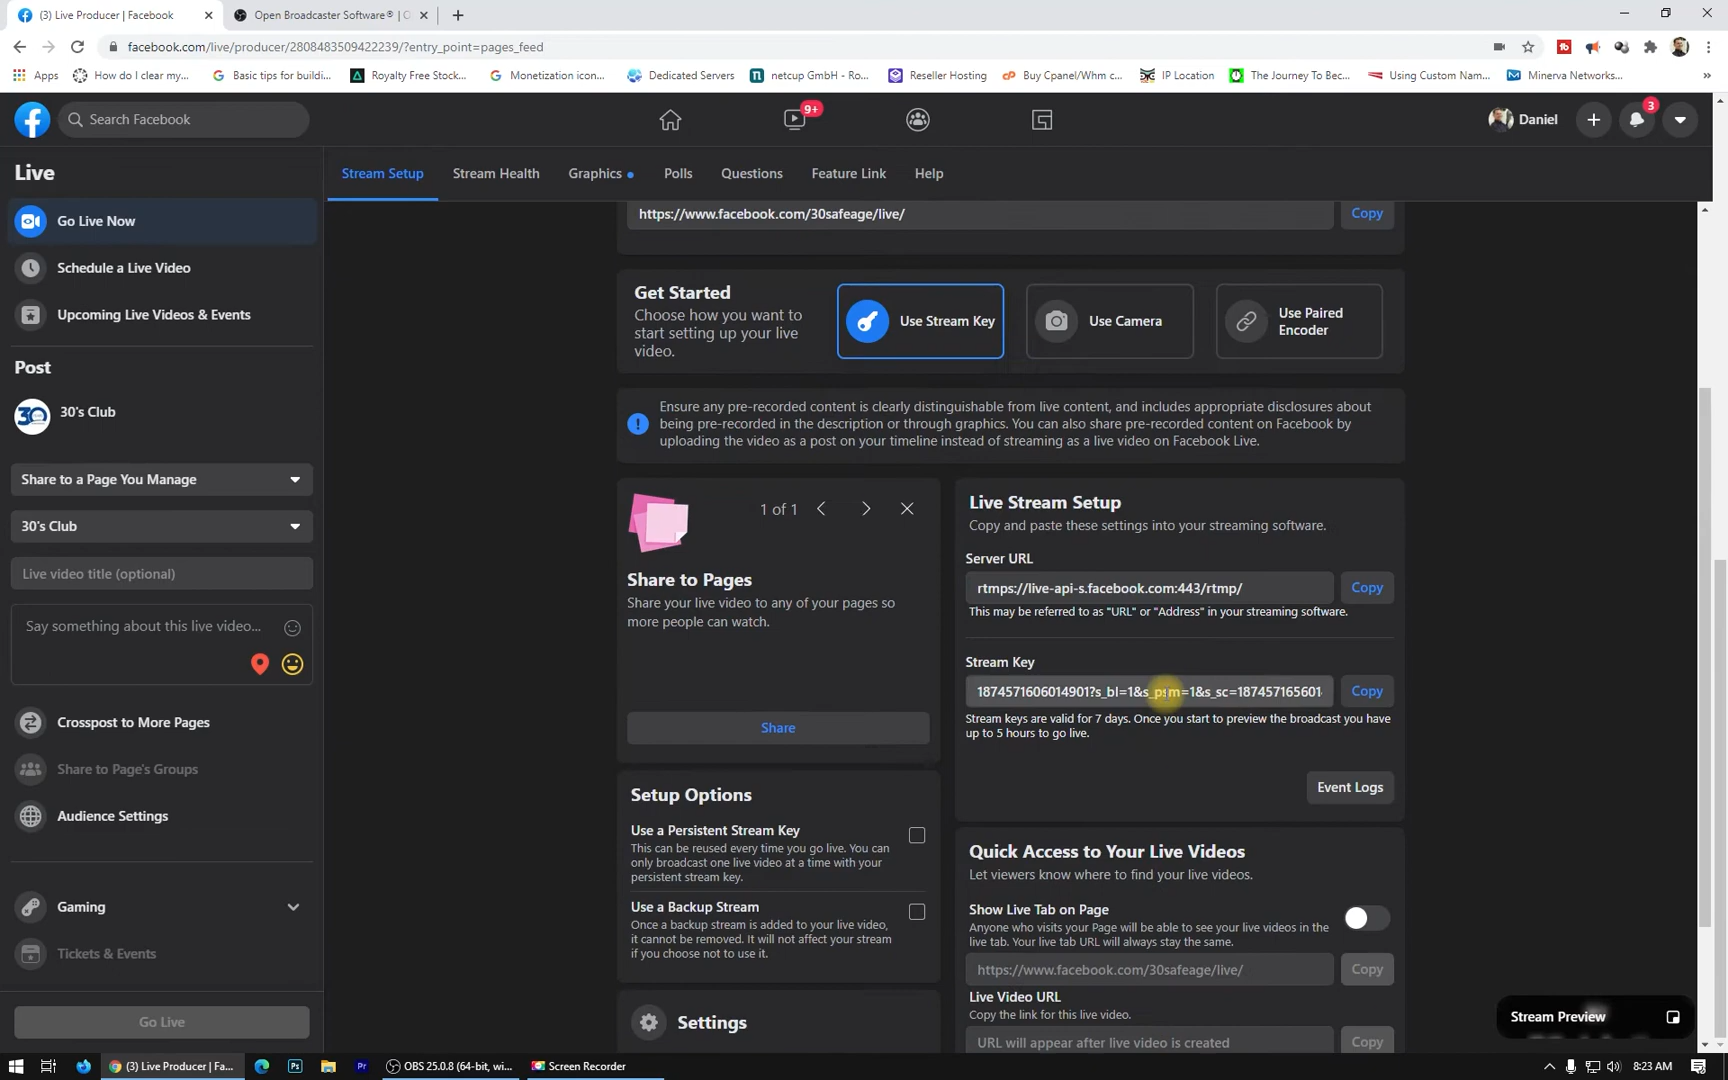 (3) Live Producer | Facebook
Open Broadcaster Software® | O
facebook.com/live/producer/2808483509422239/?entry_point=pages_feed
Apps
How do I clear my...
Basic tips for buildi...
Royalty Free Stock...
Monetization icon...
Dedicated Servers
netcup GmbH - Ro...
Reseller Hosting
Buy Cpanel/Whm c...
IP Location
The Journey To Bec...
Using Custom Nam...
Minerva Networks...
Search Facebook
9+
Daniel
3
Live
Go Live Now
Schedule a Live Video
Upcoming Live Videos & Events
Post
30's Club
Share to a Page You Manage
30's Club
Live video title (optional)
Say something about this live video...
Crosspost to More Pages
Share to Page's Groups
Audience Settings
Gaming
Tickets & Events
Go Live
Stream Setup
Stream Health
Graphics
Polls
Questions
Feature Link
Help
https://www.facebook.com/30safeage/live/
Copy
Get Started
Choose how you want to
start setting up your live
video.
Use Stream Key
Use Camera
Use Paired
Encoder
Ensure any pre-recorded content is clearly distinguishable from live content, and includes appropriate disclosures about
being pre-recorded in the description or through graphics. You can also share pre-recorded content on Facebook by
uploading the video as a post on your timeline instead of streaming as a live video on Facebook Live.
1 of 1
Share to Pages
Share your live video to any of your pages so
more people can watch.
Share
Setup Options
Use a Persistent Stream Key
This can be reused every time you go live. You can
only broadcast one live video at a time with your
persistent stream key.
Use a Backup Stream
Once a backup stream is added to your live video,
it cannot be removed. It will not affect your stream
if you choose not to use it.
Settings
Live Stream Setup
Copy and paste these settings into your streaming software.
Server URL
rtmps://live-api-s.facebook.com:443/rtmp/
Copy
This may be referred to as "URL" or "Address" in your streaming software.
Stream Key
1874571606014901?s_bl=1&s_psm=1&s_sc=187457165601
Copy
Stream keys are valid for 7 days. Once you start to preview the broadcast you have
up to 5 hours to go live.
Event Logs
Quick Access to Your Live Videos
Let viewers know where to find your live videos.
Show Live Tab on Page
Anyone who visits your Page will be able to see your live videos in the
live tab. Your live tab URL will always stay the same.
https://www.facebook.com/30safeage/live/
Copy
Live Video URL
Copy the link for this live video.
URL will appear after live video is created
Copy
Stream Preview
(3) Live Producer | Fa...
OBS 25.0.8 (64-bit, wi...
Screen Recorder
8:23 AM